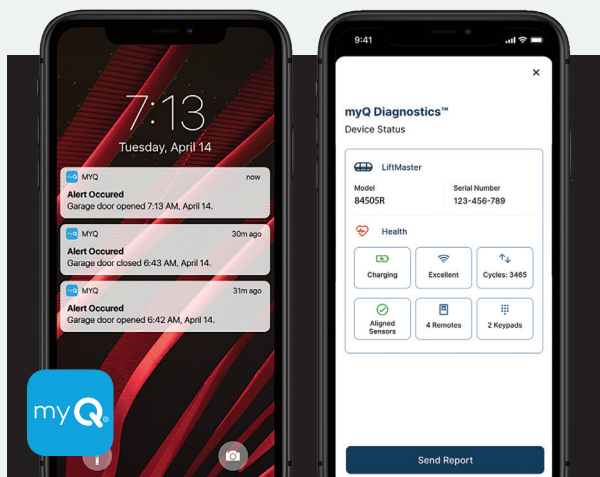 7:13
Tuesday, April 14
myQ MYQ now
Alert Occured
Garage door opened 7:13 AM, April 14.
myQ MYQ 30m ago
Alert Occured
Garage door closed 6:43 AM, April 14.
myQ MYQ 31m ago
Alert Occured
Garage door opened 6:42 AM, April 14.
myQ®
9:41
myQ Diagnostics™
Device Status
LiftMaster
Model Serial Number
84505R 123-456-789
Health
Charging Excellent Cycles: 3465
Aligned
Sensors 4 Remotes 2 Keypads
Send Report